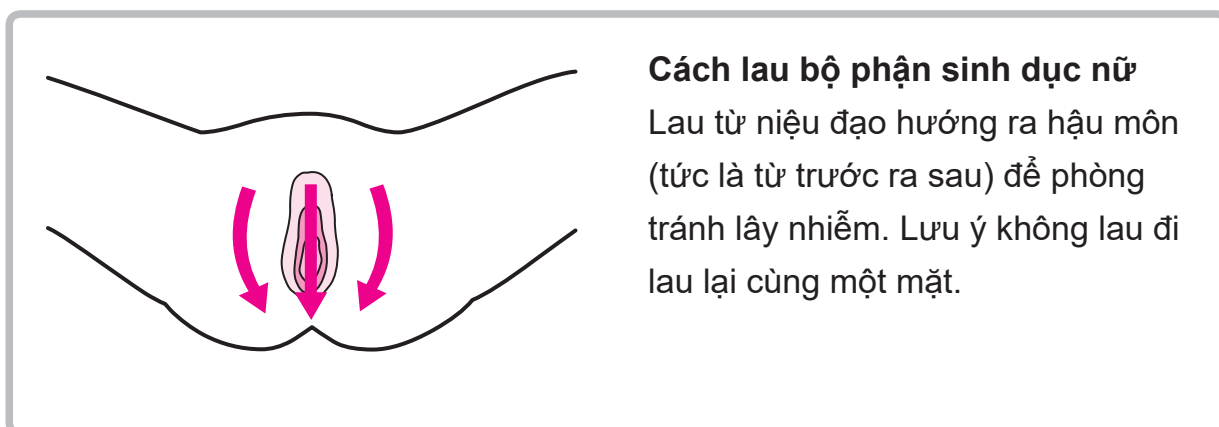 Cách lau bộ phận sinh dục nữ
Lau từ niệu đạo hướng ra hậu môn
(tức là từ trước ra sau) để phòng
tránh lây nhiễm. Lưu ý không lau đi
lau lại cùng một mặt.